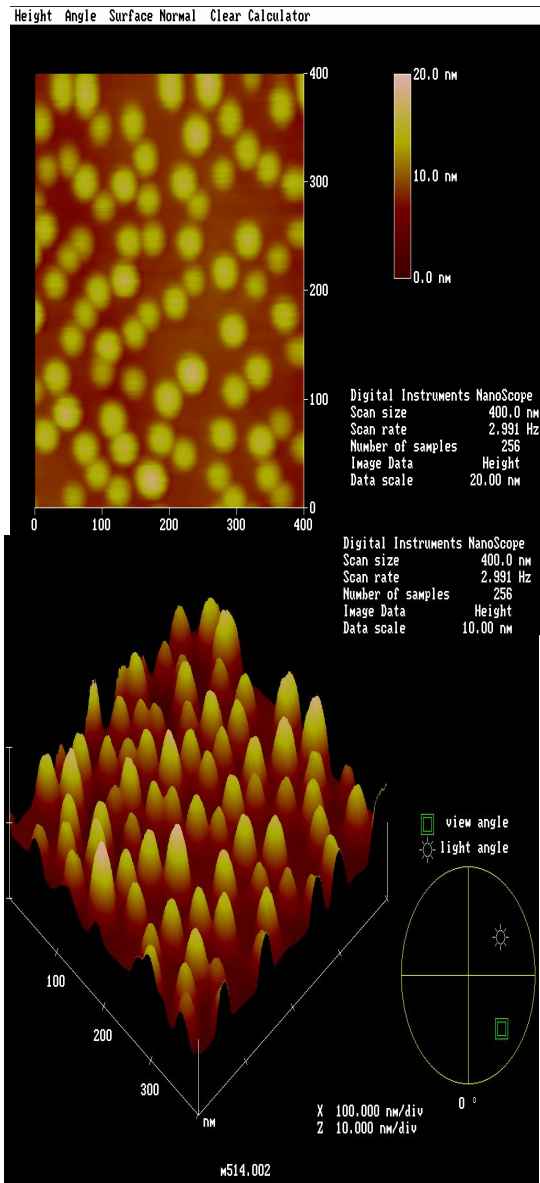 Height Angle Surface Normal Clear Calculator
400
300
200
100
0
0 100 200 300 400
20.0 nM
10.0 nM
0.0 nM
Digital Instruments NanoScope
Scan size 400.0 nM
Scan rate 2.991 Hz
Number of samples 256
Image Data Height
Data scale 20.00 nM
Digital Instruments NanoScope
Scan size 400.0 nM
Scan rate 2.991 Hz
Number of samples 256
Image Data Height
Data scale 10.00 nM
view angle
light angle
100
200
300
nM
X 100.000 nM/div
Z 10.000 nM/div
0 °
M514.002